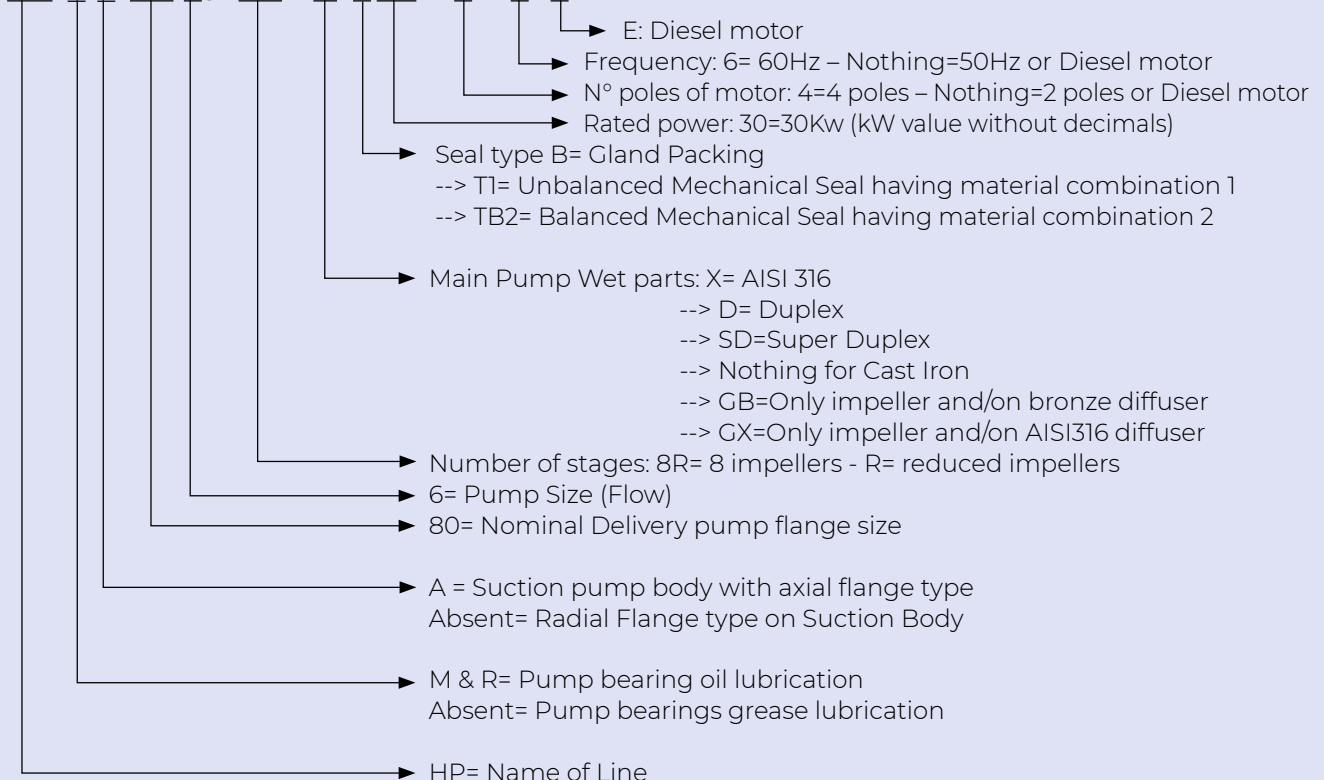 E: Diesel motor
Frequency: 6= 60Hz – Nothing=50Hz or Diesel motor
N° poles of motor: 4=4 poles – Nothing=2 poles or Diesel motor
Rated power: 30=30Kw (kW value without decimals)
Seal type B= Gland Packing
--> T1= Unbalanced Mechanical Seal having material combination 1
--> TB2= Balanced Mechanical Seal having material combination 2
Main Pump Wet parts: X= AISI 316
--> D= Duplex
--> SD=Super Duplex
--> Nothing for Cast Iron
--> GB=Only impeller and/on bronze diffuser
--> GX=Only impeller and/on AISI316 diffuser
Number of stages: 8R= 8 impellers - R= reduced impellers
6= Pump Size (Flow)
80= Nominal Delivery pump flange size
A = Suction pump body with axial flange type
Absent= Radial Flange type on Suction Body
M & R= Pump bearing oil lubrication
Absent= Pump bearings grease lubrication
HP= Name of Line